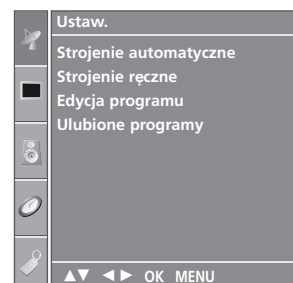 Ustaw.
Strojenie automatyczne
Strojenie ręczne
Edycja programu
Ulubione programy
▲▼ ◄► OK MENU